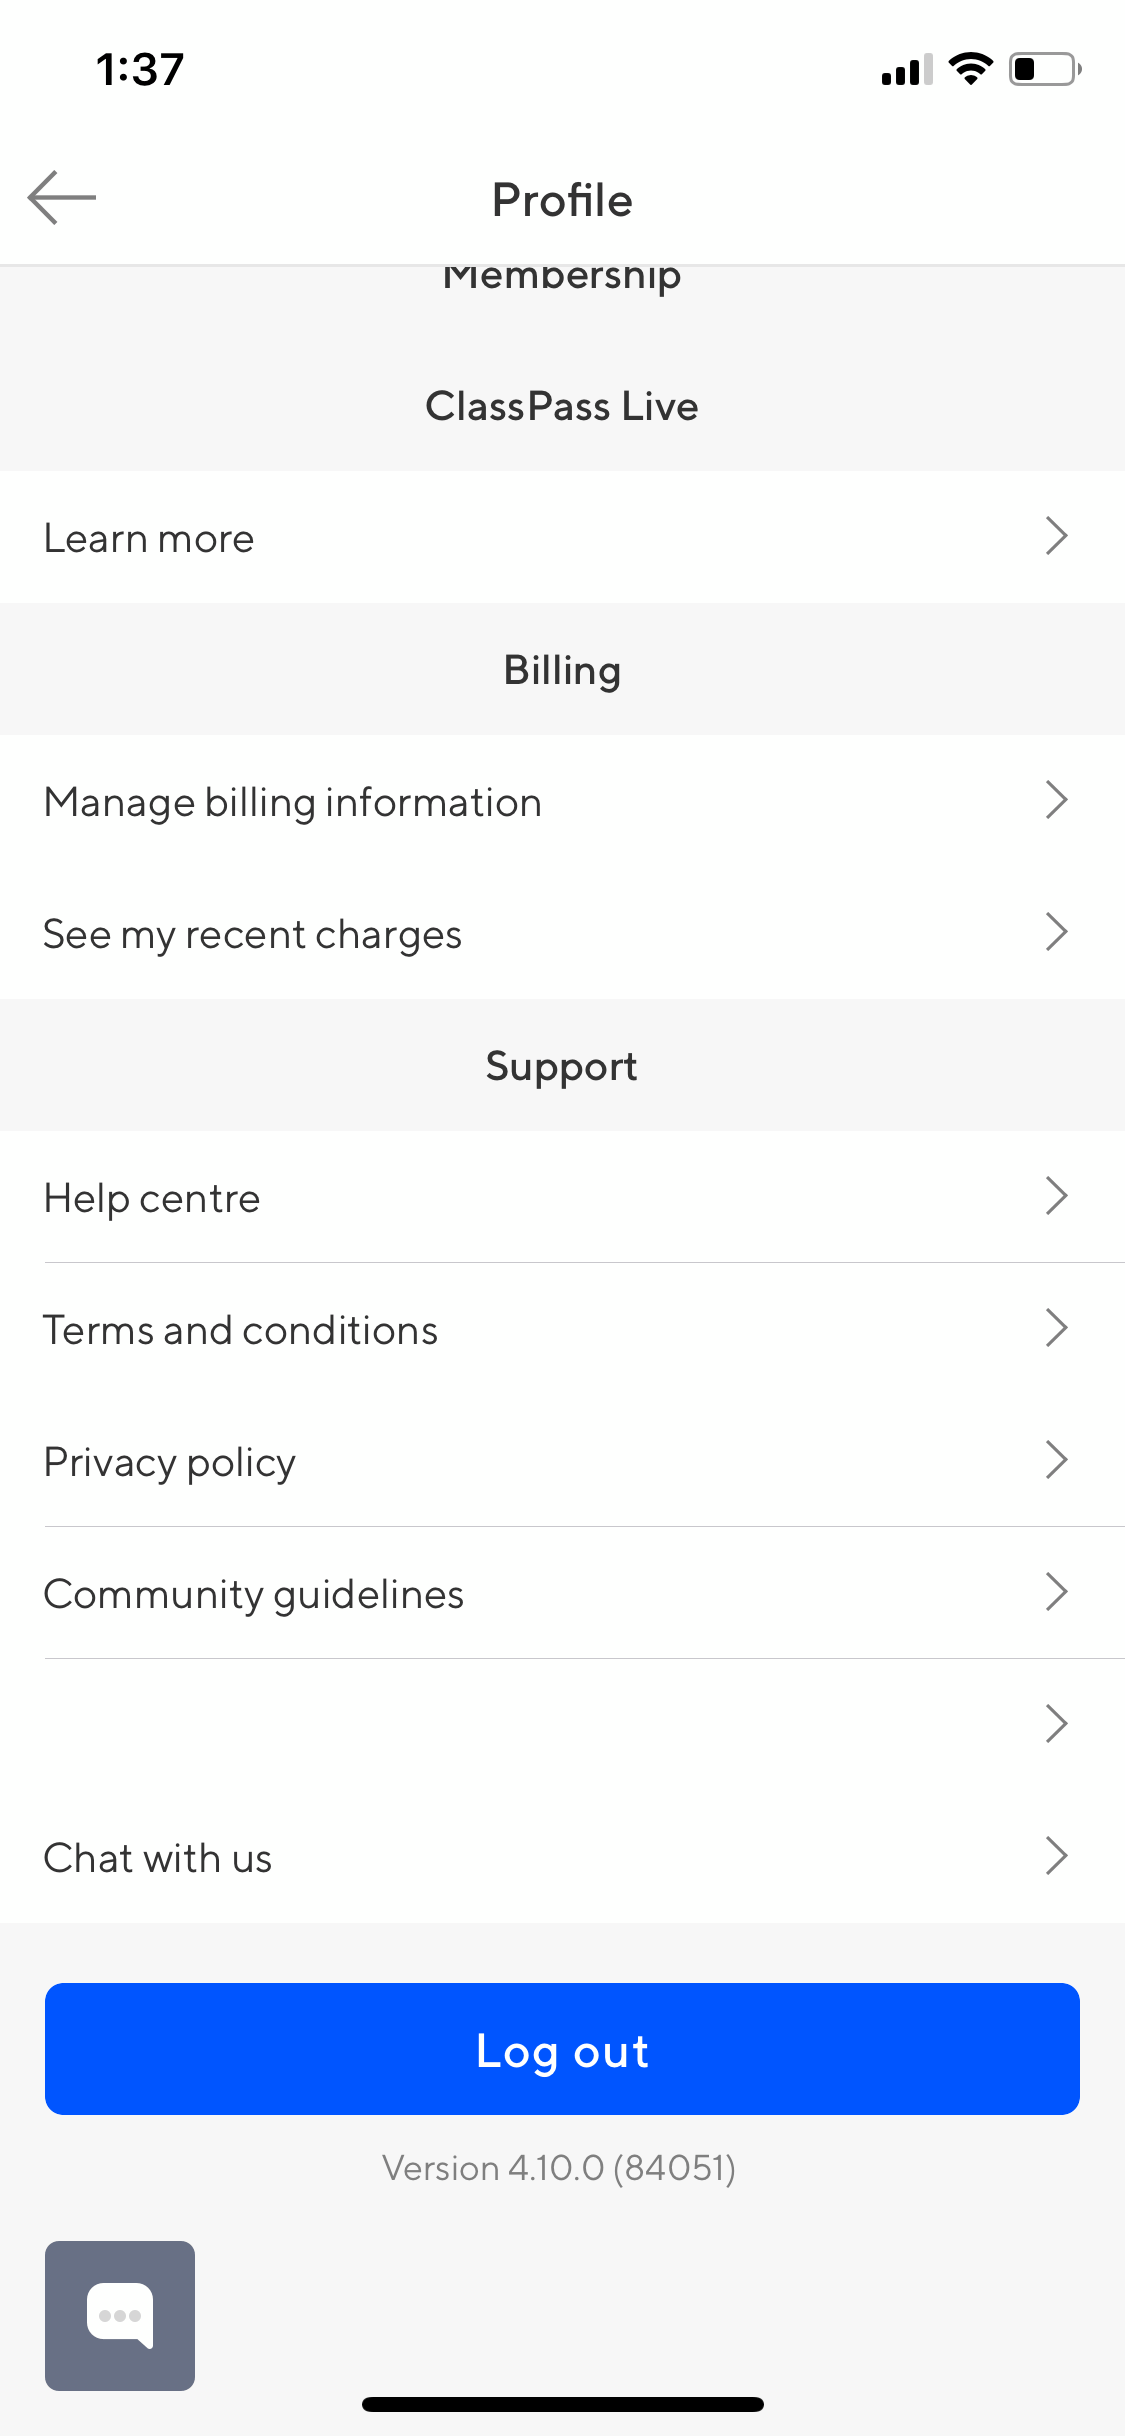 1:37
Profile
Membership
ClassPass Live
Learn more
Billing
Manage billing information
See my recent charges
Support
Help centre
Terms and conditions
Privacy policy
Community guidelines
Chat with us
Log out
Version 4.10.0 (84051)